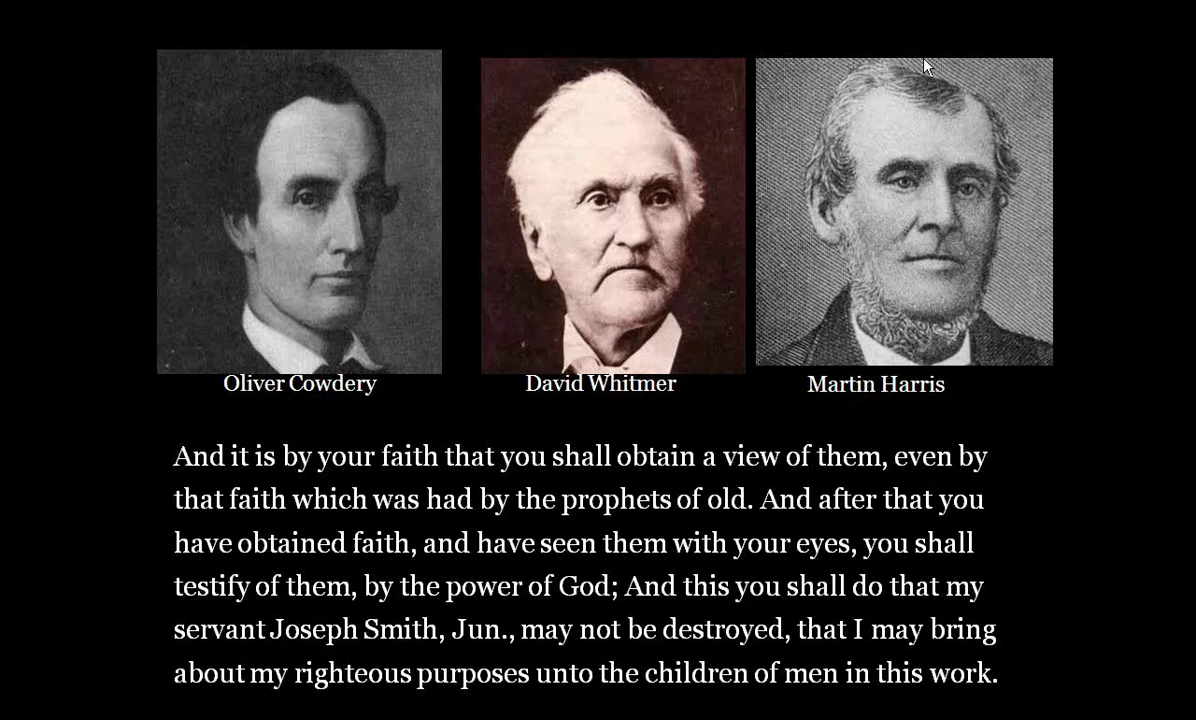 Oliver Cowdery David Whitmer Martin Harris
And it is by your faith that you shall obtain a view of them, even by
that faith which was had by the prophets of old. And after that you
have obtained faith, and have seen them with your eyes, you shall
testify of them, by the power of God; And this you shall do that my
servant Joseph Smith, Jun., may not be destroyed, that I may bring
about my righteous purposes unto the children of men in this work.